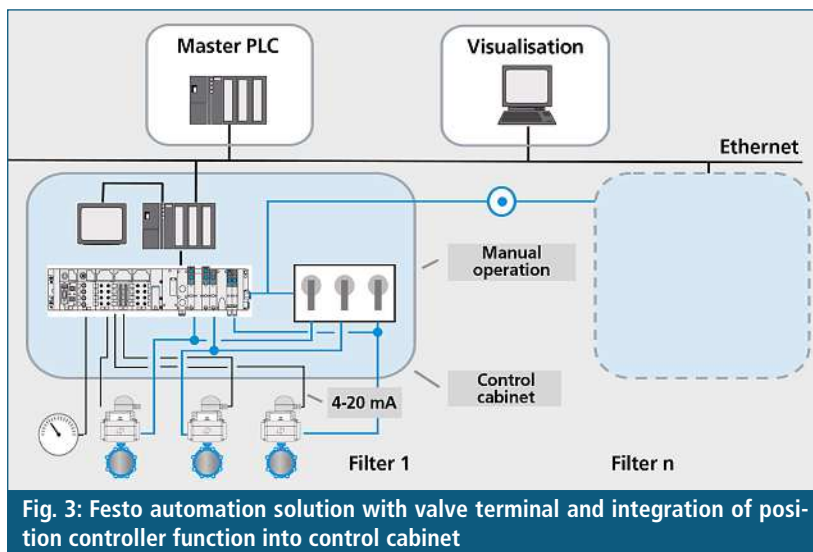 Master PLC
Visualisation
Ethernet
Manual
operation
Control
cabinet
4-20 mA
Filter 1
Filter n
Fig. 3: Festo automation solution with valve terminal and integration of posi-
tion controller function into control cabinet